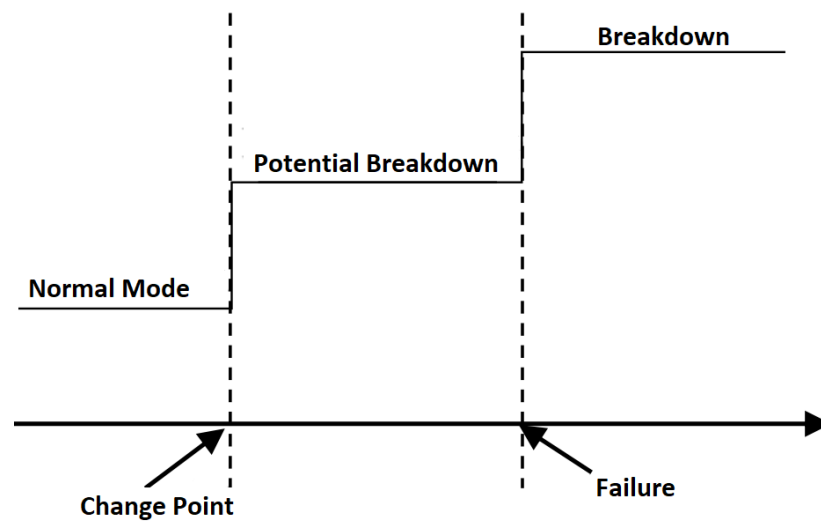 Breakdown
Potential Breakdown
Normal Mode
Change Point
Failure